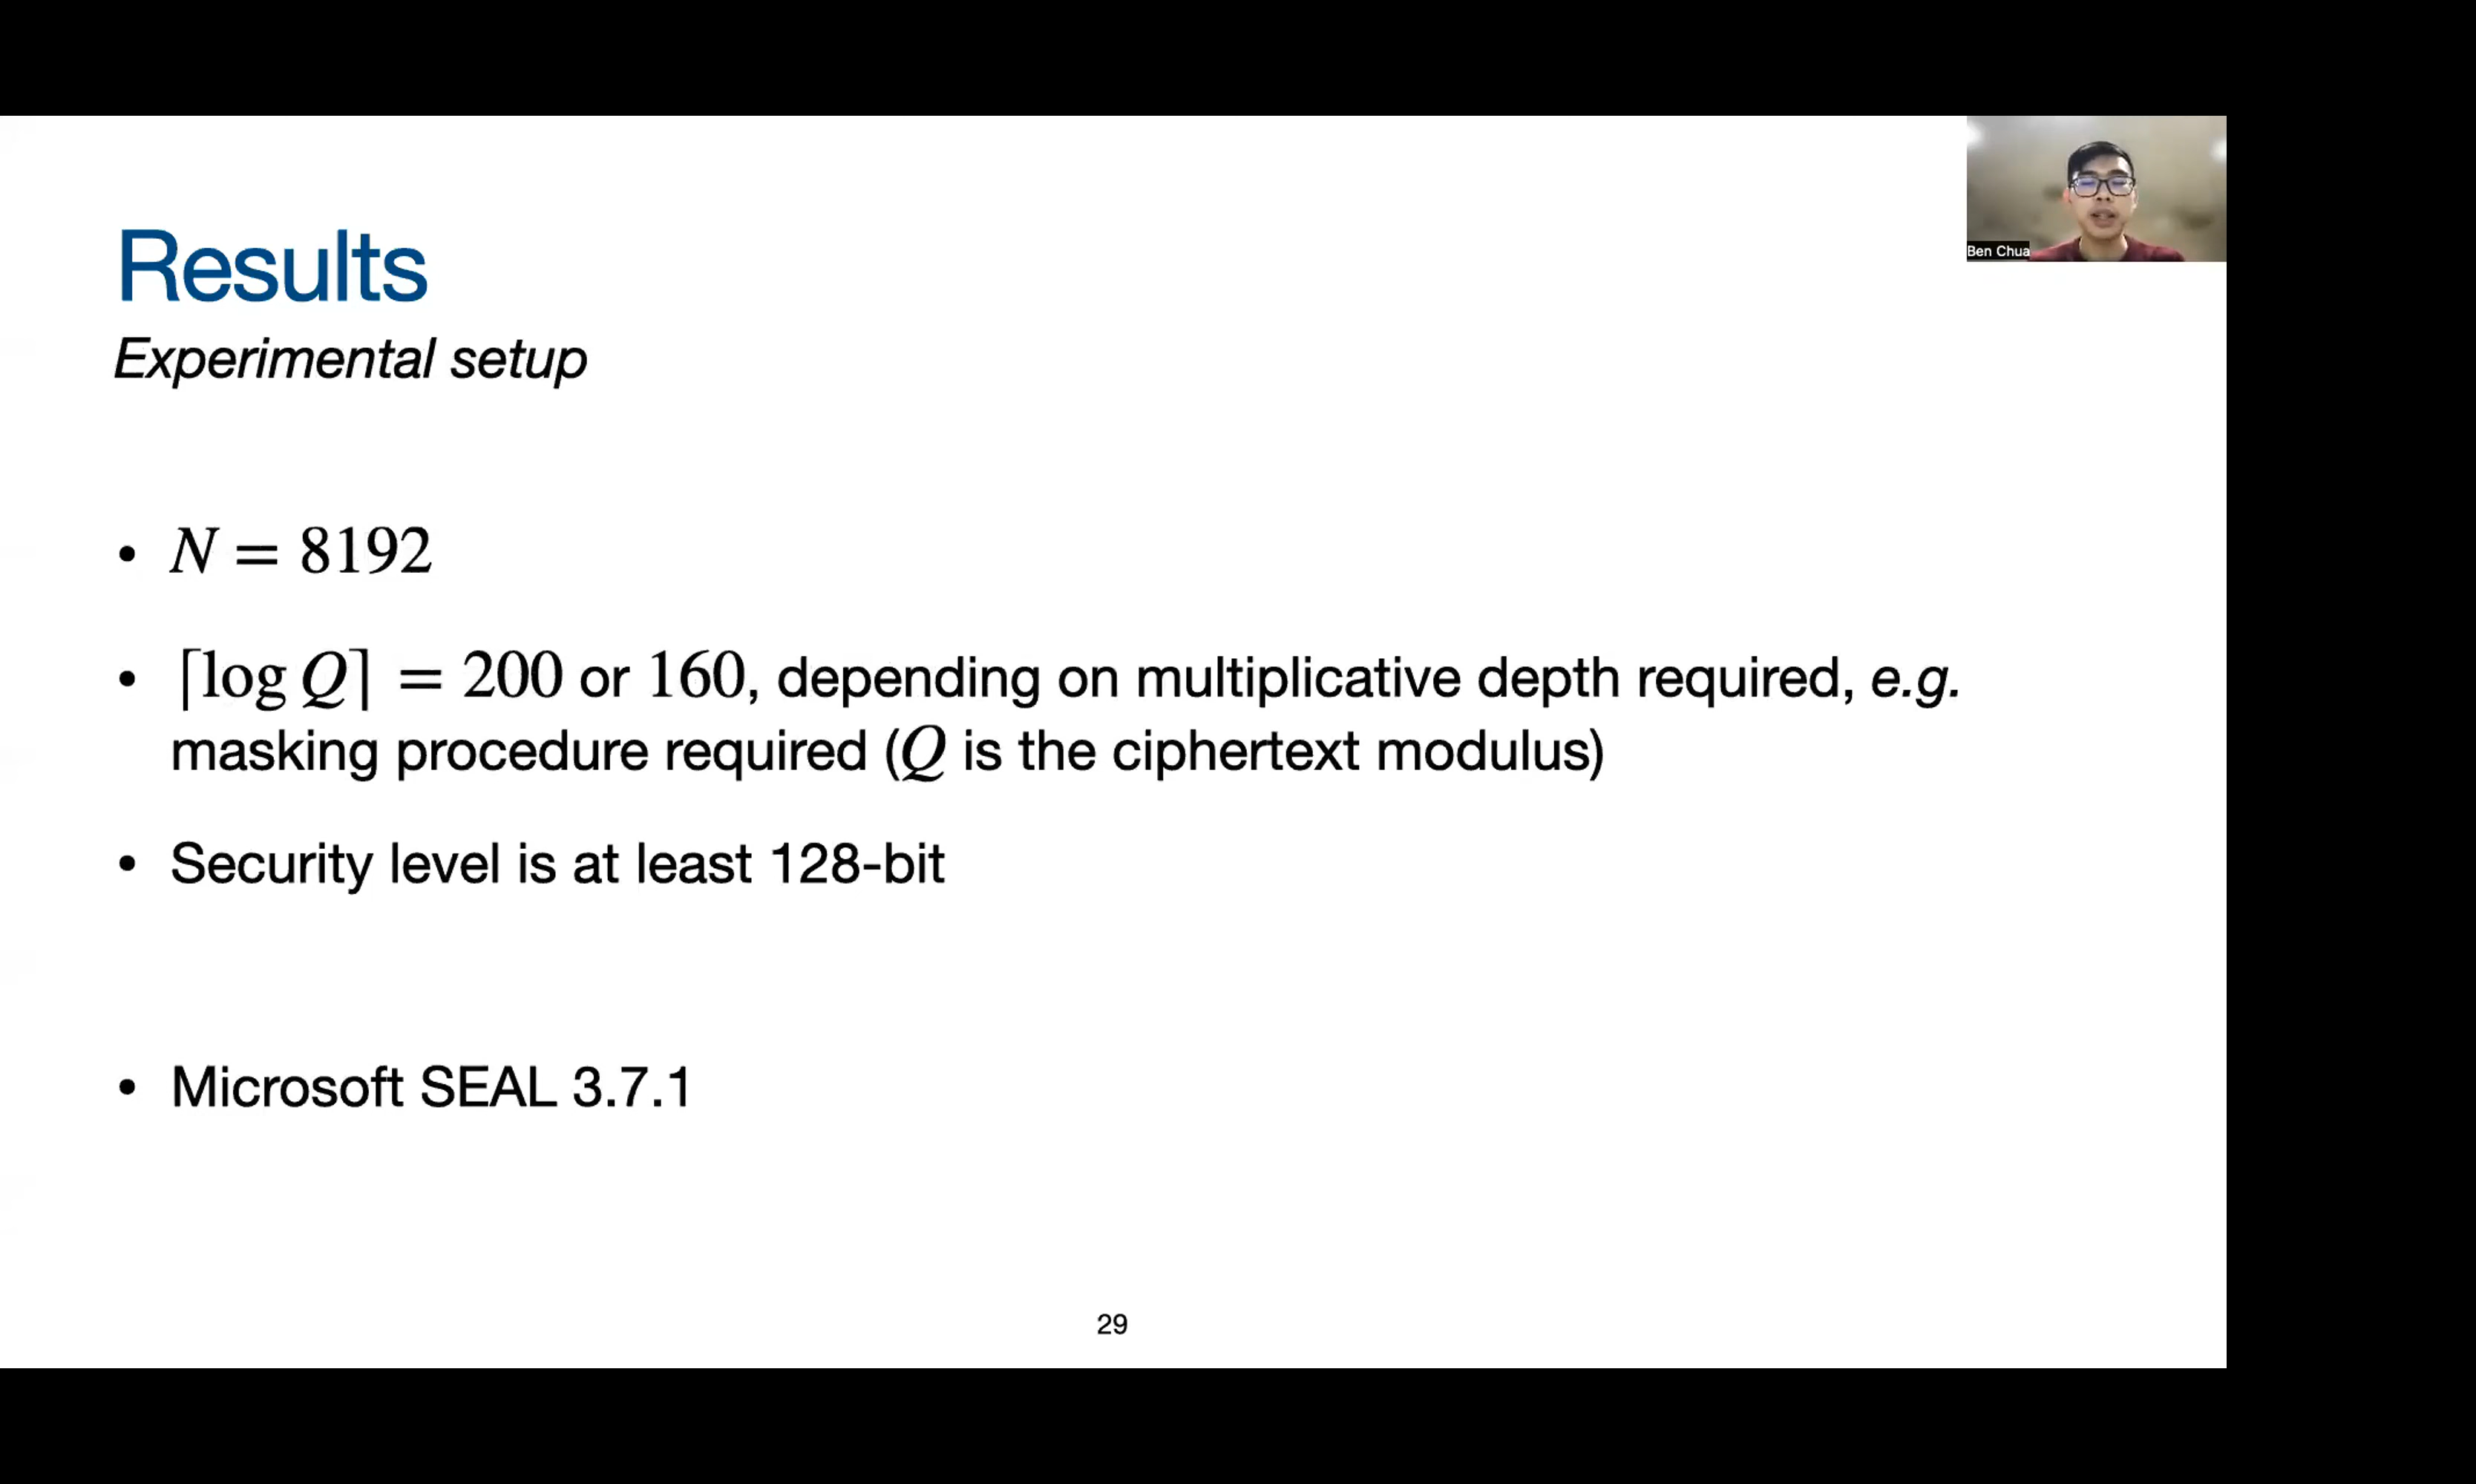 Results
Experimental setup
Ben Chua
• N = 8192
• ⌈log Q⌉ = 200 or 160, depending on multiplicative depth required, e.g.
masking procedure required (Q is the ciphertext modulus)
• Security level is at least 128-bit
• Microsoft SEAL 3.7.1
29